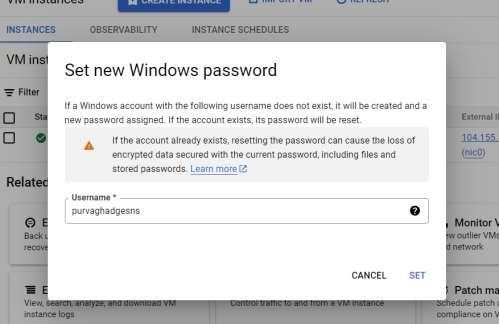 VM instances
CREATE INSTANCE
IMPORT VM
REFRESH
INSTANCES
OBSERVABILITY
INSTANCE SCHEDULES
VM inst
Filter
Sta
External I
104.155.
(nic0)
Set new Windows password
If a Windows account with the following username does not exist, it will be created and a
new password assigned. If the account exists, its password will be reset.
If the account already exists, resetting the password can cause the loss of
encrypted data secured with the current password, including files and
stored passwords. Learn more
Username *
purvaghadgesns
CANCEL
SET
Related
E
Back u
recove
Monitor V
ew outlier VMs
d network
E
View, search, analyze, and download VM
instance logs
Control traffic to and from a VM instance
Patch ma
Schedule patch u
compliance on V